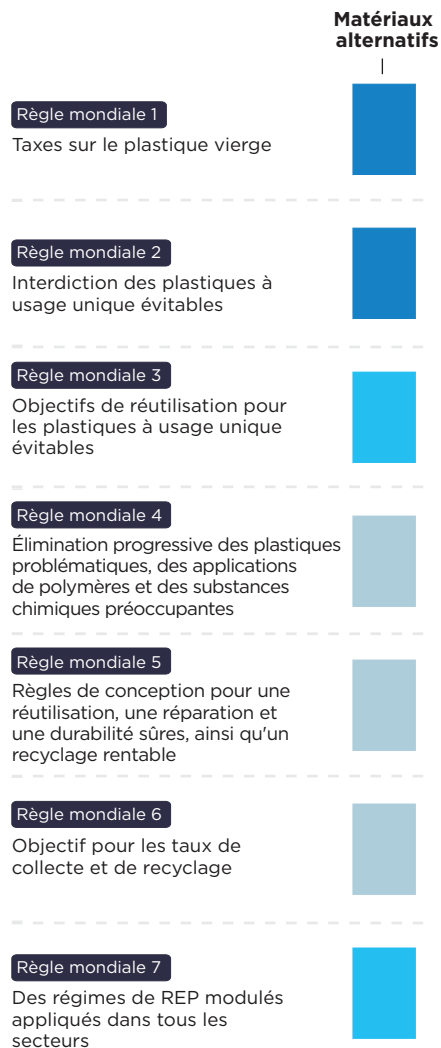 Matériaux
alternatifs
Règle mondiale 1
Taxes sur le plastique vierge
Règle mondiale 2
Interdiction des plastiques à
usage unique évitables
Règle mondiale 3
Objectifs de réutilisation pour
les plastiques à usage unique
évitables
Règle mondiale 4
Élimination progressive des plastiques
problématiques, des applications
de polymères et des substances
chimiques préoccupantes
Règle mondiale 5
Règles de conception pour une
réutilisation, une réparation et
une durabilité sûres, ainsi qu'un
recyclage rentable
Règle mondiale 6
Objectif pour les taux de
collecte et de recyclage
Règle mondiale 7
Des régimes de REP modulés
appliqués dans tous les
secteurs